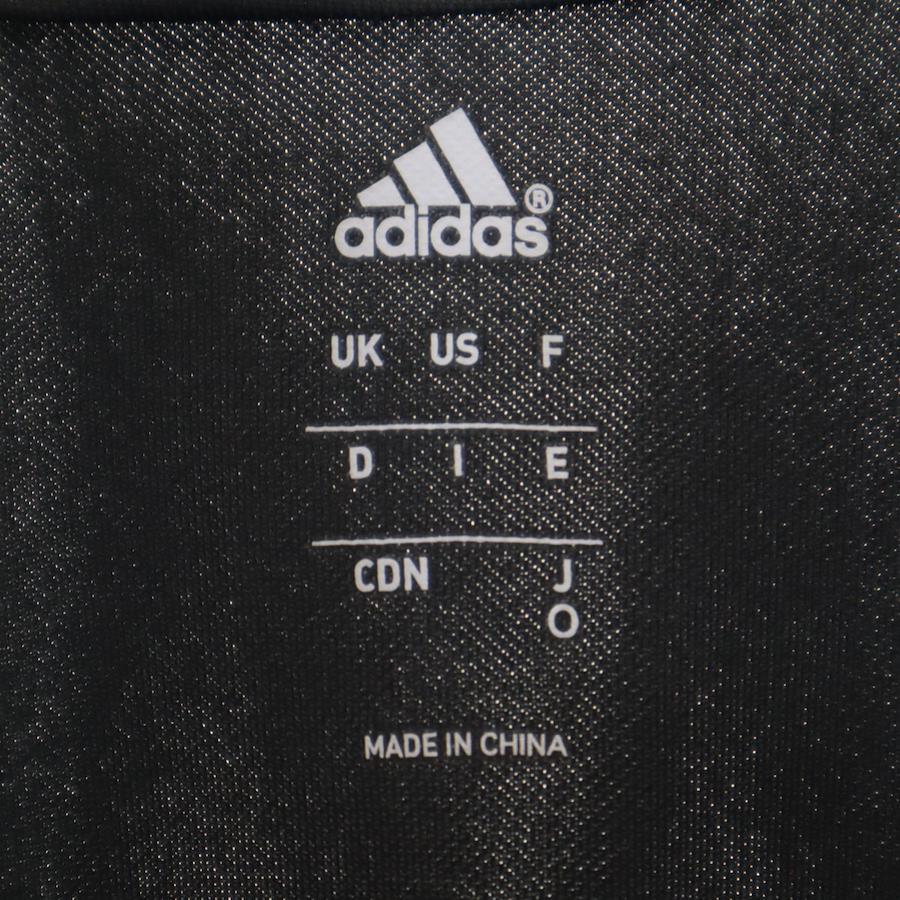 adidas®
UK US F
D I E
CDN J
O
MADE IN CHINA